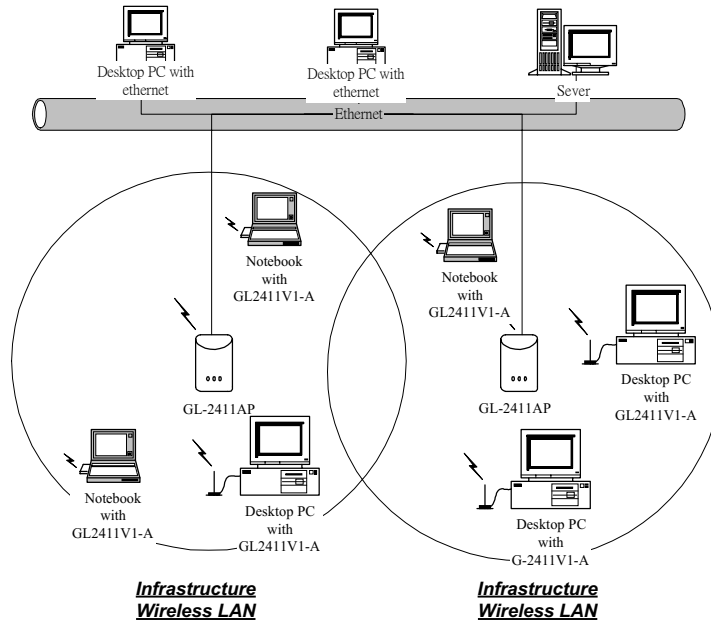 Desktop PC with
ethernet
Desktop PC with
ethernet
Sever
Ethernet
Notebook
with
GL2411V1-A
GL-2411AP
Notebook
with
GL2411V1-A
Desktop PC
with
GL2411V1-A
Notebook
with
GL2411V1-A
GL-2411AP
Desktop PC
with
GL2411V1-A
Desktop PC
with
G-2411V1-A
Infrastructure
Wireless LAN
Infrastructure
Wireless LAN